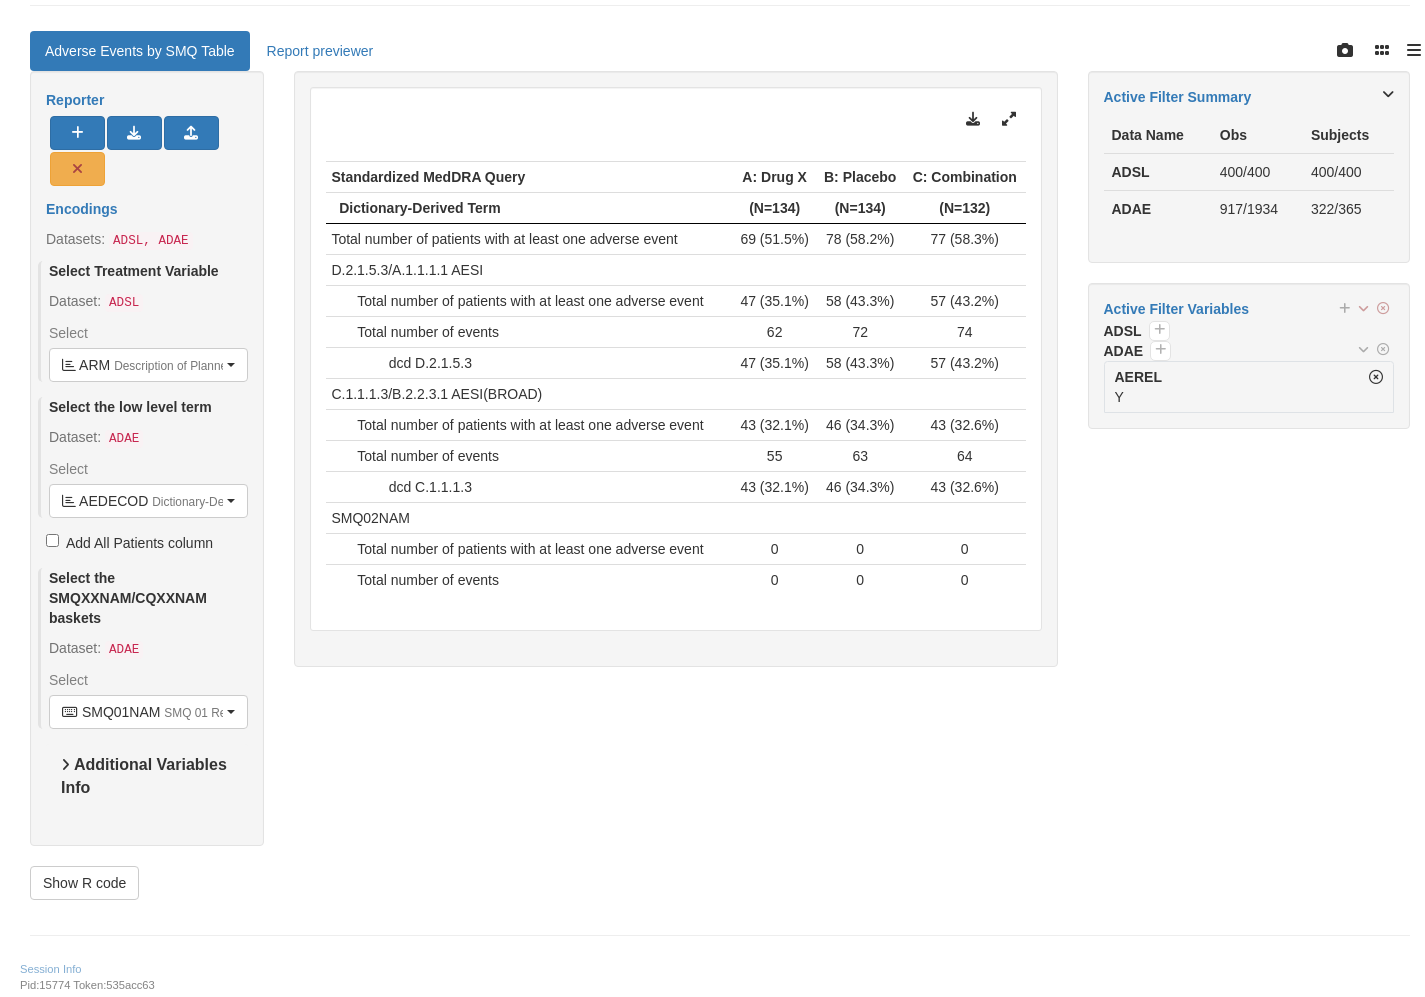 Adverse Events by SMQ Table
Report previewer
Reporter
Encodings
Datasets: ADSL, ADAE
Select Treatment Variable
Dataset: ADSL
Select
ARM Description of Planne
Select the low level term
Dataset: ADAE
Select
AEDECOD Dictionary-De
Add All Patients column
Select the
SMQXXNAM/CQXXNAM
baskets
Dataset: ADAE
Select
SMQ01NAM SMQ 01 Re
Additional Variables
Info
Show R code
Standardized MedDRA Query A: Drug X B: Placebo C: Combination
Dictionary-Derived Term (N=134) (N=134) (N=132)
Total number of patients with at least one adverse event 69 (51.5%) 78 (58.2%) 77 (58.3%)
D.2.1.5.3/A.1.1.1.1 AESI
Total number of patients with at least one adverse event 47 (35.1%) 58 (43.3%) 57 (43.2%)
Total number of events 62 72 74
dcd D.2.1.5.3 47 (35.1%) 58 (43.3%) 57 (43.2%)
C.1.1.1.3/B.2.2.3.1 AESI(BROAD)
Total number of patients with at least one adverse event 43 (32.1%) 46 (34.3%) 43 (32.6%)
Total number of events 55 63 64
dcd C.1.1.1.3 43 (32.1%) 46 (34.3%) 43 (32.6%)
SMQ02NAM
Total number of patients with at least one adverse event 0 0 0
Total number of events 0 0 0
Active Filter Summary
Data Name Obs Subjects
ADSL 400/400 400/400
ADAE 917/1934 322/365
Active Filter Variables
ADSL
ADAE
AEREL
Y
Session Info
Pid:15774 Token:535acc63